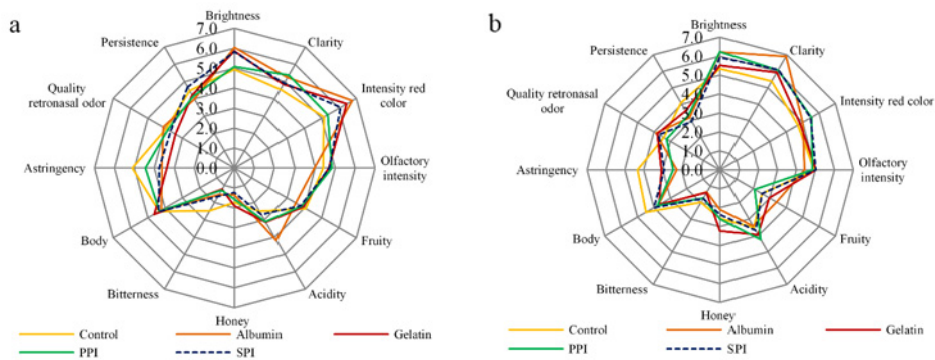 a
Brightness
7.0
6.0
5.0
4.0
3.0
2.0
1.0
0.0
Clarity
Intensity red
color
Olfactory
intensity
Fruity
Acidity
Honey
Bitterness
Body
Astringency
Quality
retronasal odor
Persistence
Control
Albumin
Gelatin
PPI
SPI
b
Brightness
7.0
6.0
5.0
4.0
3.0
2.0
1.0
0.0
Clarity
Intensity red color
Olfactory
intensity
Fruity
Acidity
Honey
Bitterness
Body
Astringency
Quality retronasal
odor
Persistence
Control
Albumin
Gelatin
PPI
SPI